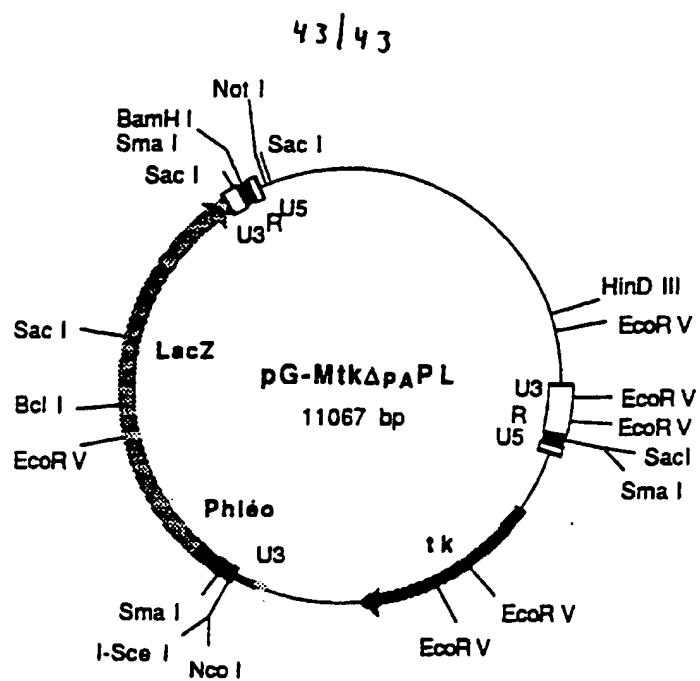 43/43
Not I
BamH I
Sma I
Sac I
Sac I
U5
R
U3
HinD III
EcoR V
Sac I
LacZ
pG-MtkΔpAPL
11067 bp
U3
R
U5
EcoR V
EcoR V
SacI
Sma I
Bcl I
EcoR V
Phléo
U3
tk
EcoR V
EcoR V
Sma I
I-Sce I
Nco I